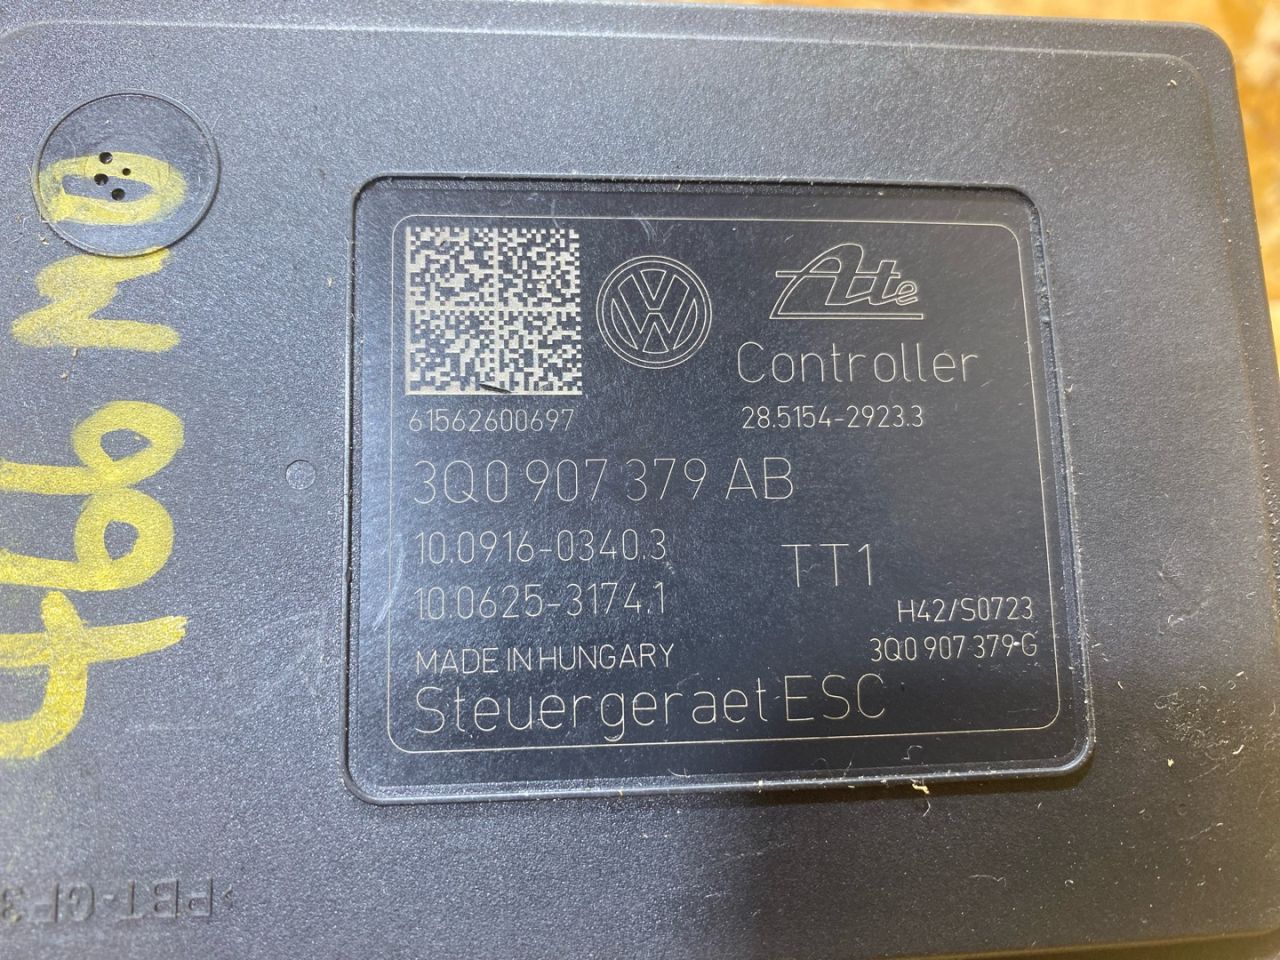 Ate
Controller
61562600697
28.5154-2923.3
3Q0 907 379 AB
10.0916-0340.3
TT1
10.0625-3174.1
H42/S0723
MADE IN HUNGARY
3Q0 907 379 G
Steuergeraet ESC